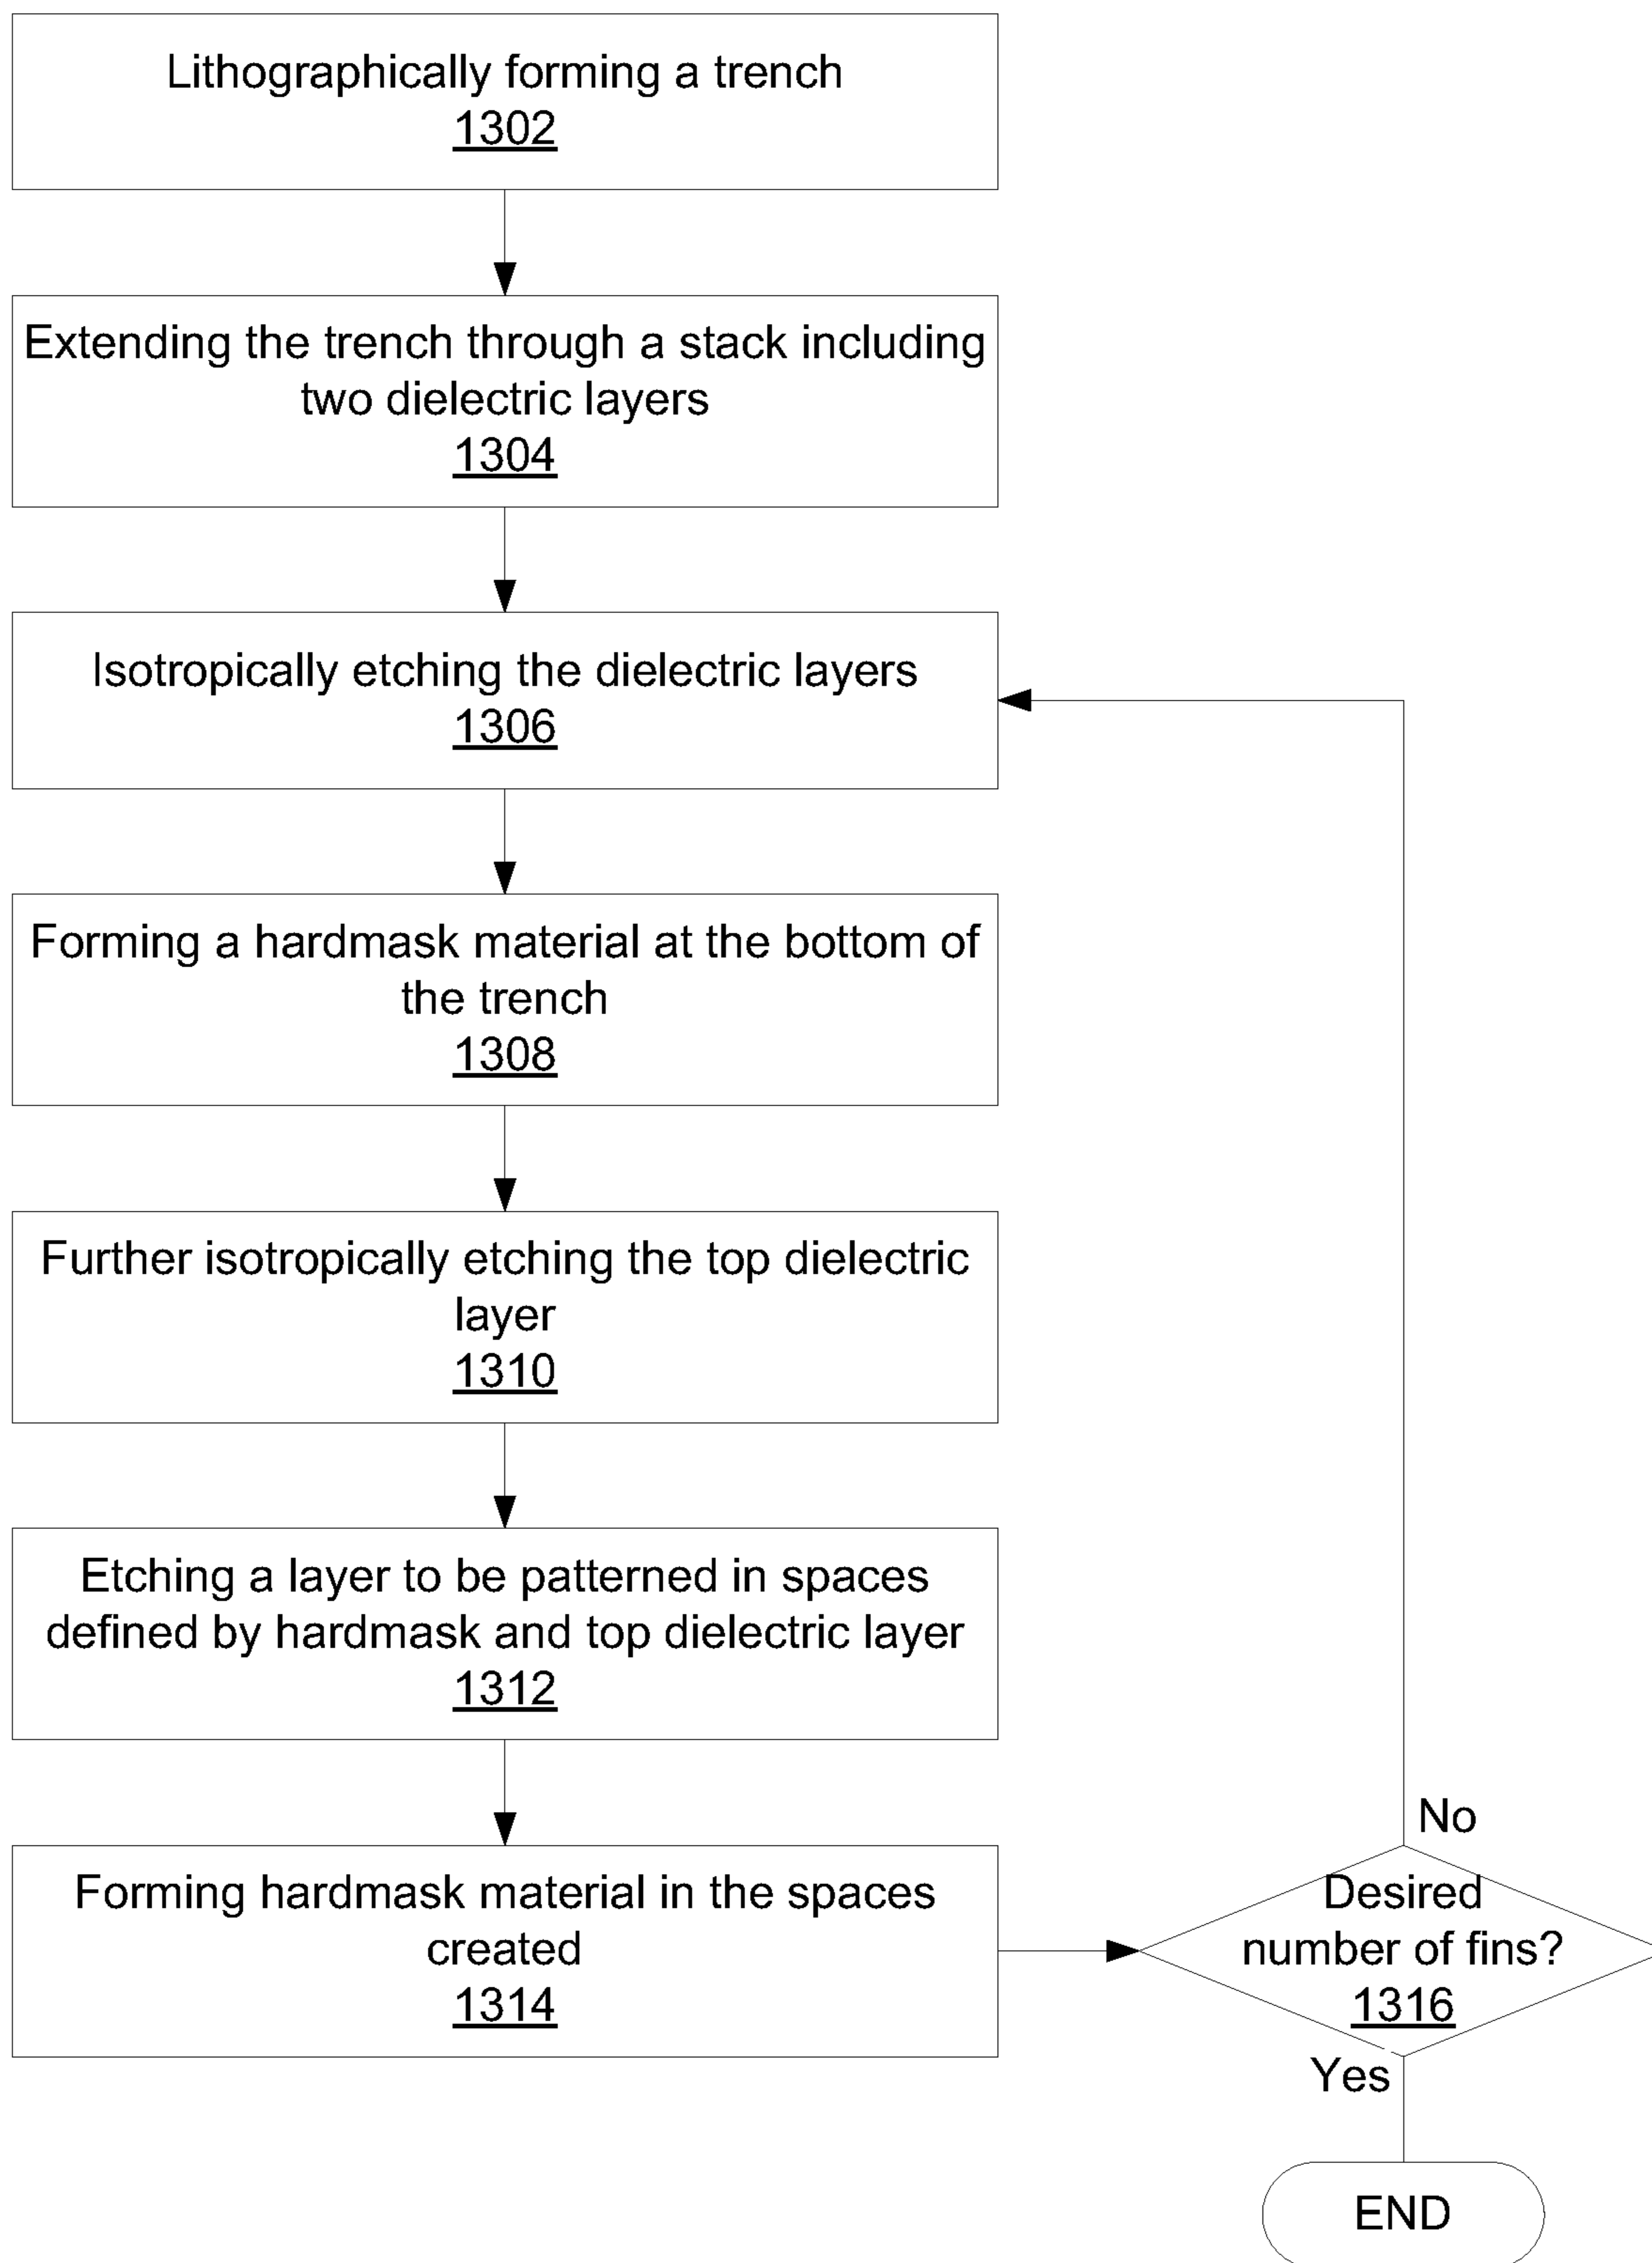 Lithographically forming a trench
1302
Extending the trench through a stack including
two dielectric layers
1304
Isotropically etching the dielectric layers
1306
Forming a hardmask material at the bottom of
the trench
1308
Further isotropically etching the top dielectric
layer
1310
Etching a layer to be patterned in spaces
defined by hardmask and top dielectric layer
1312
Forming hardmask material in the spaces
created
1314
No
Desired
number of fins?
1316
Yes
END